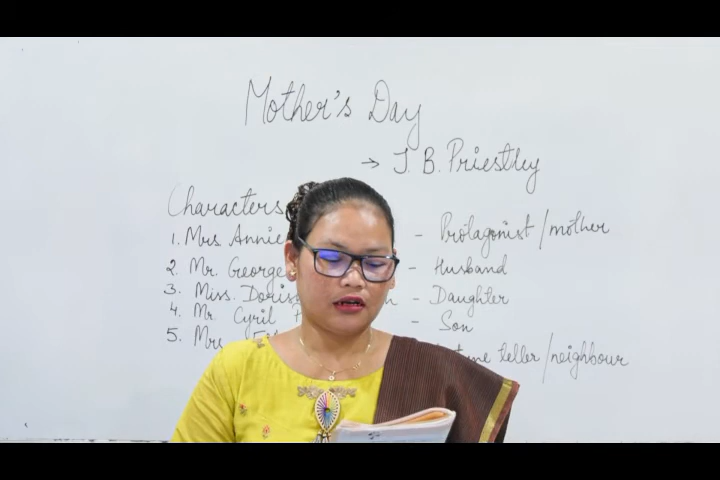 Mother's Day
→ J. B. Priestley
Characters
1. Mrs. Annie - Protagonist/mother
2. Mr. George - Husband
3. Miss. Doris - Daughter
4. Mr. Cyril - Son
5. Mrs. teller/neighbour